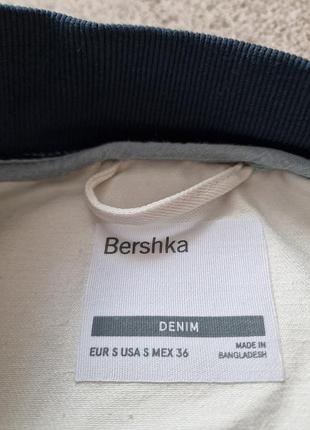 Bershka
DENIM
EUR S USA S MEX 36
MADE IN
BANGLADESH